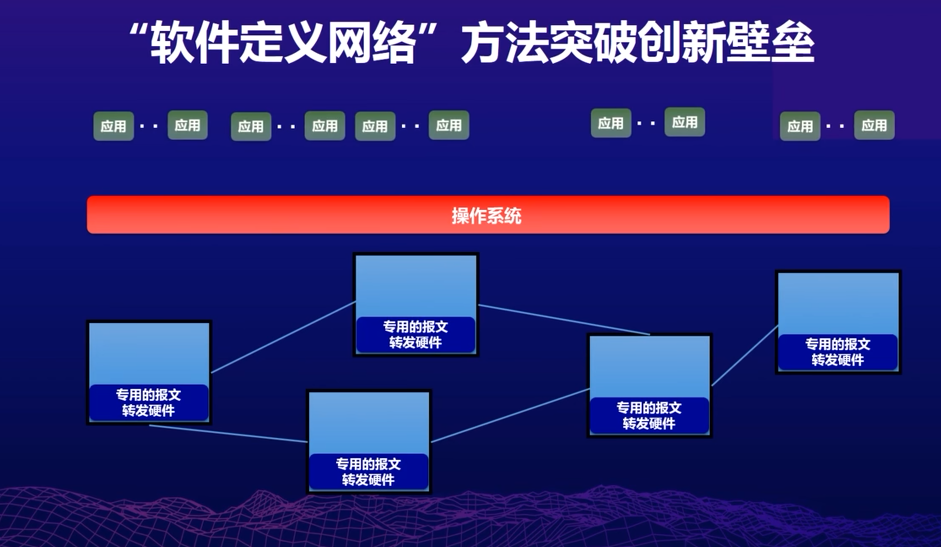 “软件定义网络”方法突破创新壁垒
应用 · · 应用 应用 · · 应用 应用 · · 应用 应用 · · 应用 应用 · · 应用
操作系统
专用的报文
转发硬件
专用的报文
转发硬件
专用的报文
转发硬件
专用的报文
转发硬件
专用的报文
转发硬件